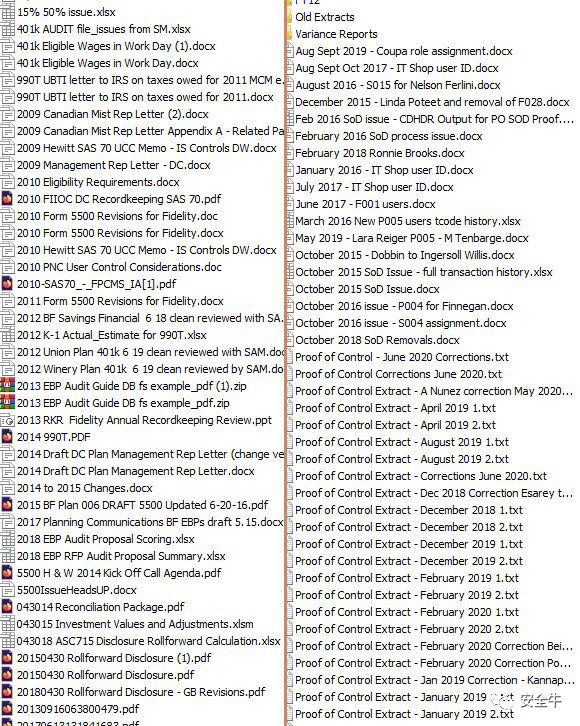 15% 50% issue.xlsx
401k AUDIT file_issues from SM.xlsx
401k Eligible Wages in Work Day (1).docx
401k Eligible Wages in Work Day.docx
990T UBTI letter to IRS on taxes owed for 2011 MCM e.
990T UBTI letter to IRS on taxes owed for 2011.docx
2009 Canadian Mist Rep Letter (2).docx
2009 Canadian Mist Rep Letter Appendix A - Related Pa
2009 Hewitt SAS 70 UCC Memo - IS Controls DW.docx
2009 Management Rep Letter - DC.docx
2010 Eligibility Requirements.docx
2010 FIIOC DC Recordkeeping SAS 70.pdf
2010 Form 5500 Revisions for Fidelity.doc
2010 Form 5500 Revisions for Fidelity.docx
2010 Hewitt SAS 70 UCC Memo - IS Controls DW.docx
2010 PNC User Control Considerations.doc
2010-SAS70_-_FPCMS_IA[1].pdf
2011 Form 5500 Revisions for Fidelity.docx
2012 BF Savings Financial  6 18 clean reviewed with SA.
2012 K-1 Actual_Estimate for 990T.xlsx
2012 Union Plan 401k  6 19 clean reviewed with SAM.do
2012 Winery Plan 401k  6 19 clean reviewed by SAM.do
2013 EBP Audit Guide DB fs example_pdf (1).zip
2013 EBP Audit Guide DB fs example_pdf.zip
2013 RKR  Fidelity Annual Recordkeeping Review.ppt
2014 990T.PDF
2014 Draft DC Plan Management Rep Letter (change ve
2014 Draft DC Plan Management Rep Letter.docx
2014 to 2015 Changes.docx
2015 BF Plan 006 DRAFT 5500 Updated 6-20-16.pdf
2017 Planning Communications BF EBPs draft 5.15.docx
2018 EBP Audit Proposal Scoring.xlsx
2018 EBP RFP Audit Proposal Summary.xlsx
5500 H & W 2014 Kick Off Call Agenda.pdf
5500IssueHeadsUP.docx
043014 Reconciliation Package.pdf
043015 Investment Values and Adjustments.xlsm
043018 ASC715 Disclosure Rollforward Calculation.xlsx
20150430 Rollforward Disclosure (1).pdf
20150430 Rollforward Disclosure.pdf
20180430 Rollforward Disclosure - GB Revisions.pdf
20130916063800479.pdf
Old Extracts
Variance Reports
Aug Sept 2019 - Coupa role assignment.docx
Aug Sept Oct 2017 - IT Shop user ID.docx
August 2016 - S015 for Nelson Ferlini.docx
December 2015 - Linda Poteet and removal of F028.docx
Feb 2016 SoD issue - CDHDR Output for PO SOD Proof....
February 2016 SoD process issue.docx
February 2018 Ronnie Brooks.docx
January 2016 - IT Shop user ID.docx
July 2017 - IT Shop user ID.docx
June 2017 - F001 users.docx
March 2016 New P005 users tcode history.xlsx
May 2019 - Lara Reiger P005 - M Tenbarge.docx
October 2015 - Dobbin to Ingersoll Willis.docx
October 2015 SoD Issue - full transaction history.xlsx
October 2015 SoD Issue.docx
October 2016 issue - P004 for Finnegan.docx
October 2016 issue - S004 assignment.docx
October 2018 SoD Removals.docx
Proof of Control - June 2020 Corrections.txt
Proof of Control Corrections June 2020.txt
Proof of Control Extract - A Nunez correction May 2020...
Proof of Control Extract - April 2019 1.txt
Proof of Control Extract - April 2019 2.txt
Proof of Control Extract - August 2019 1.txt
Proof of Control Extract - August 2019 2.txt
Proof of Control Extract - Corrections June 2020.txt
Proof of Control Extract - Dec 2018 Correction Esarey t...
Proof of Control Extract - December 2018 1.txt
Proof of Control Extract - December 2018 2.txt
Proof of Control Extract - December 2019 1.txt
Proof of Control Extract - December 2019 2.txt
Proof of Control Extract - February 2019 1.txt
Proof of Control Extract - February 2019 2.txt
Proof of Control Extract - February 2020 1.txt
Proof of Control Extract - February 2020 2.txt
Proof of Control Extract - February 2020 Correction Bei...
Proof of Control Extract - February 2020 Correction Po...
Proof of Control Extract - Jan 2019 Correction - Kannap...
Proof of Control Extract - January 2019 1.txt
Proof of Control Extract - January 2019 2.txt
安全牛